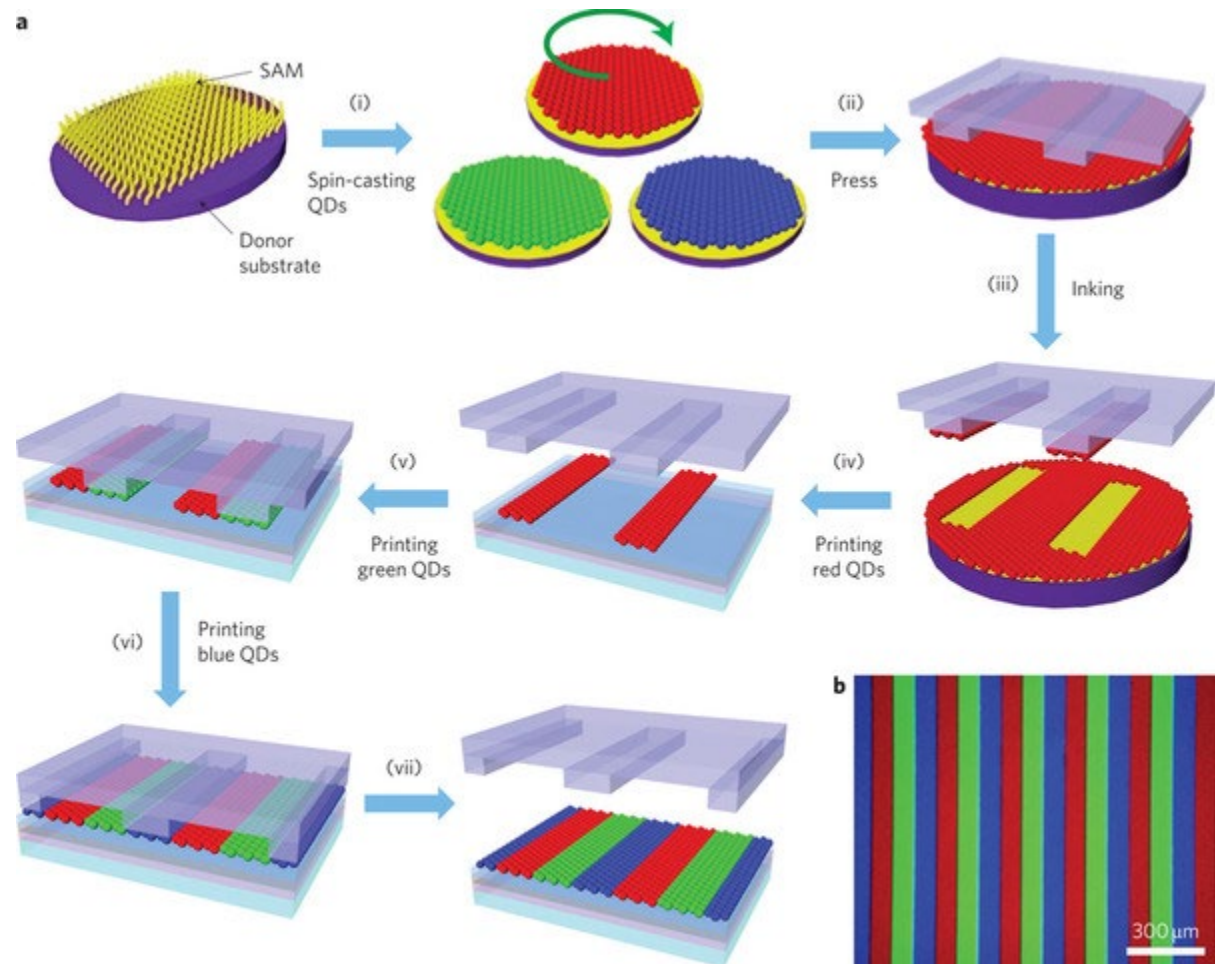 a
SAM
(i)
Spin-casting
QDs
Donor
substrate
(ii)
Press
(iii)
Inking
(iv)
Printing
red QDs
(v)
Printing
green QDs
(vi)
Printing
blue QDs
(vii)
b
300 µm